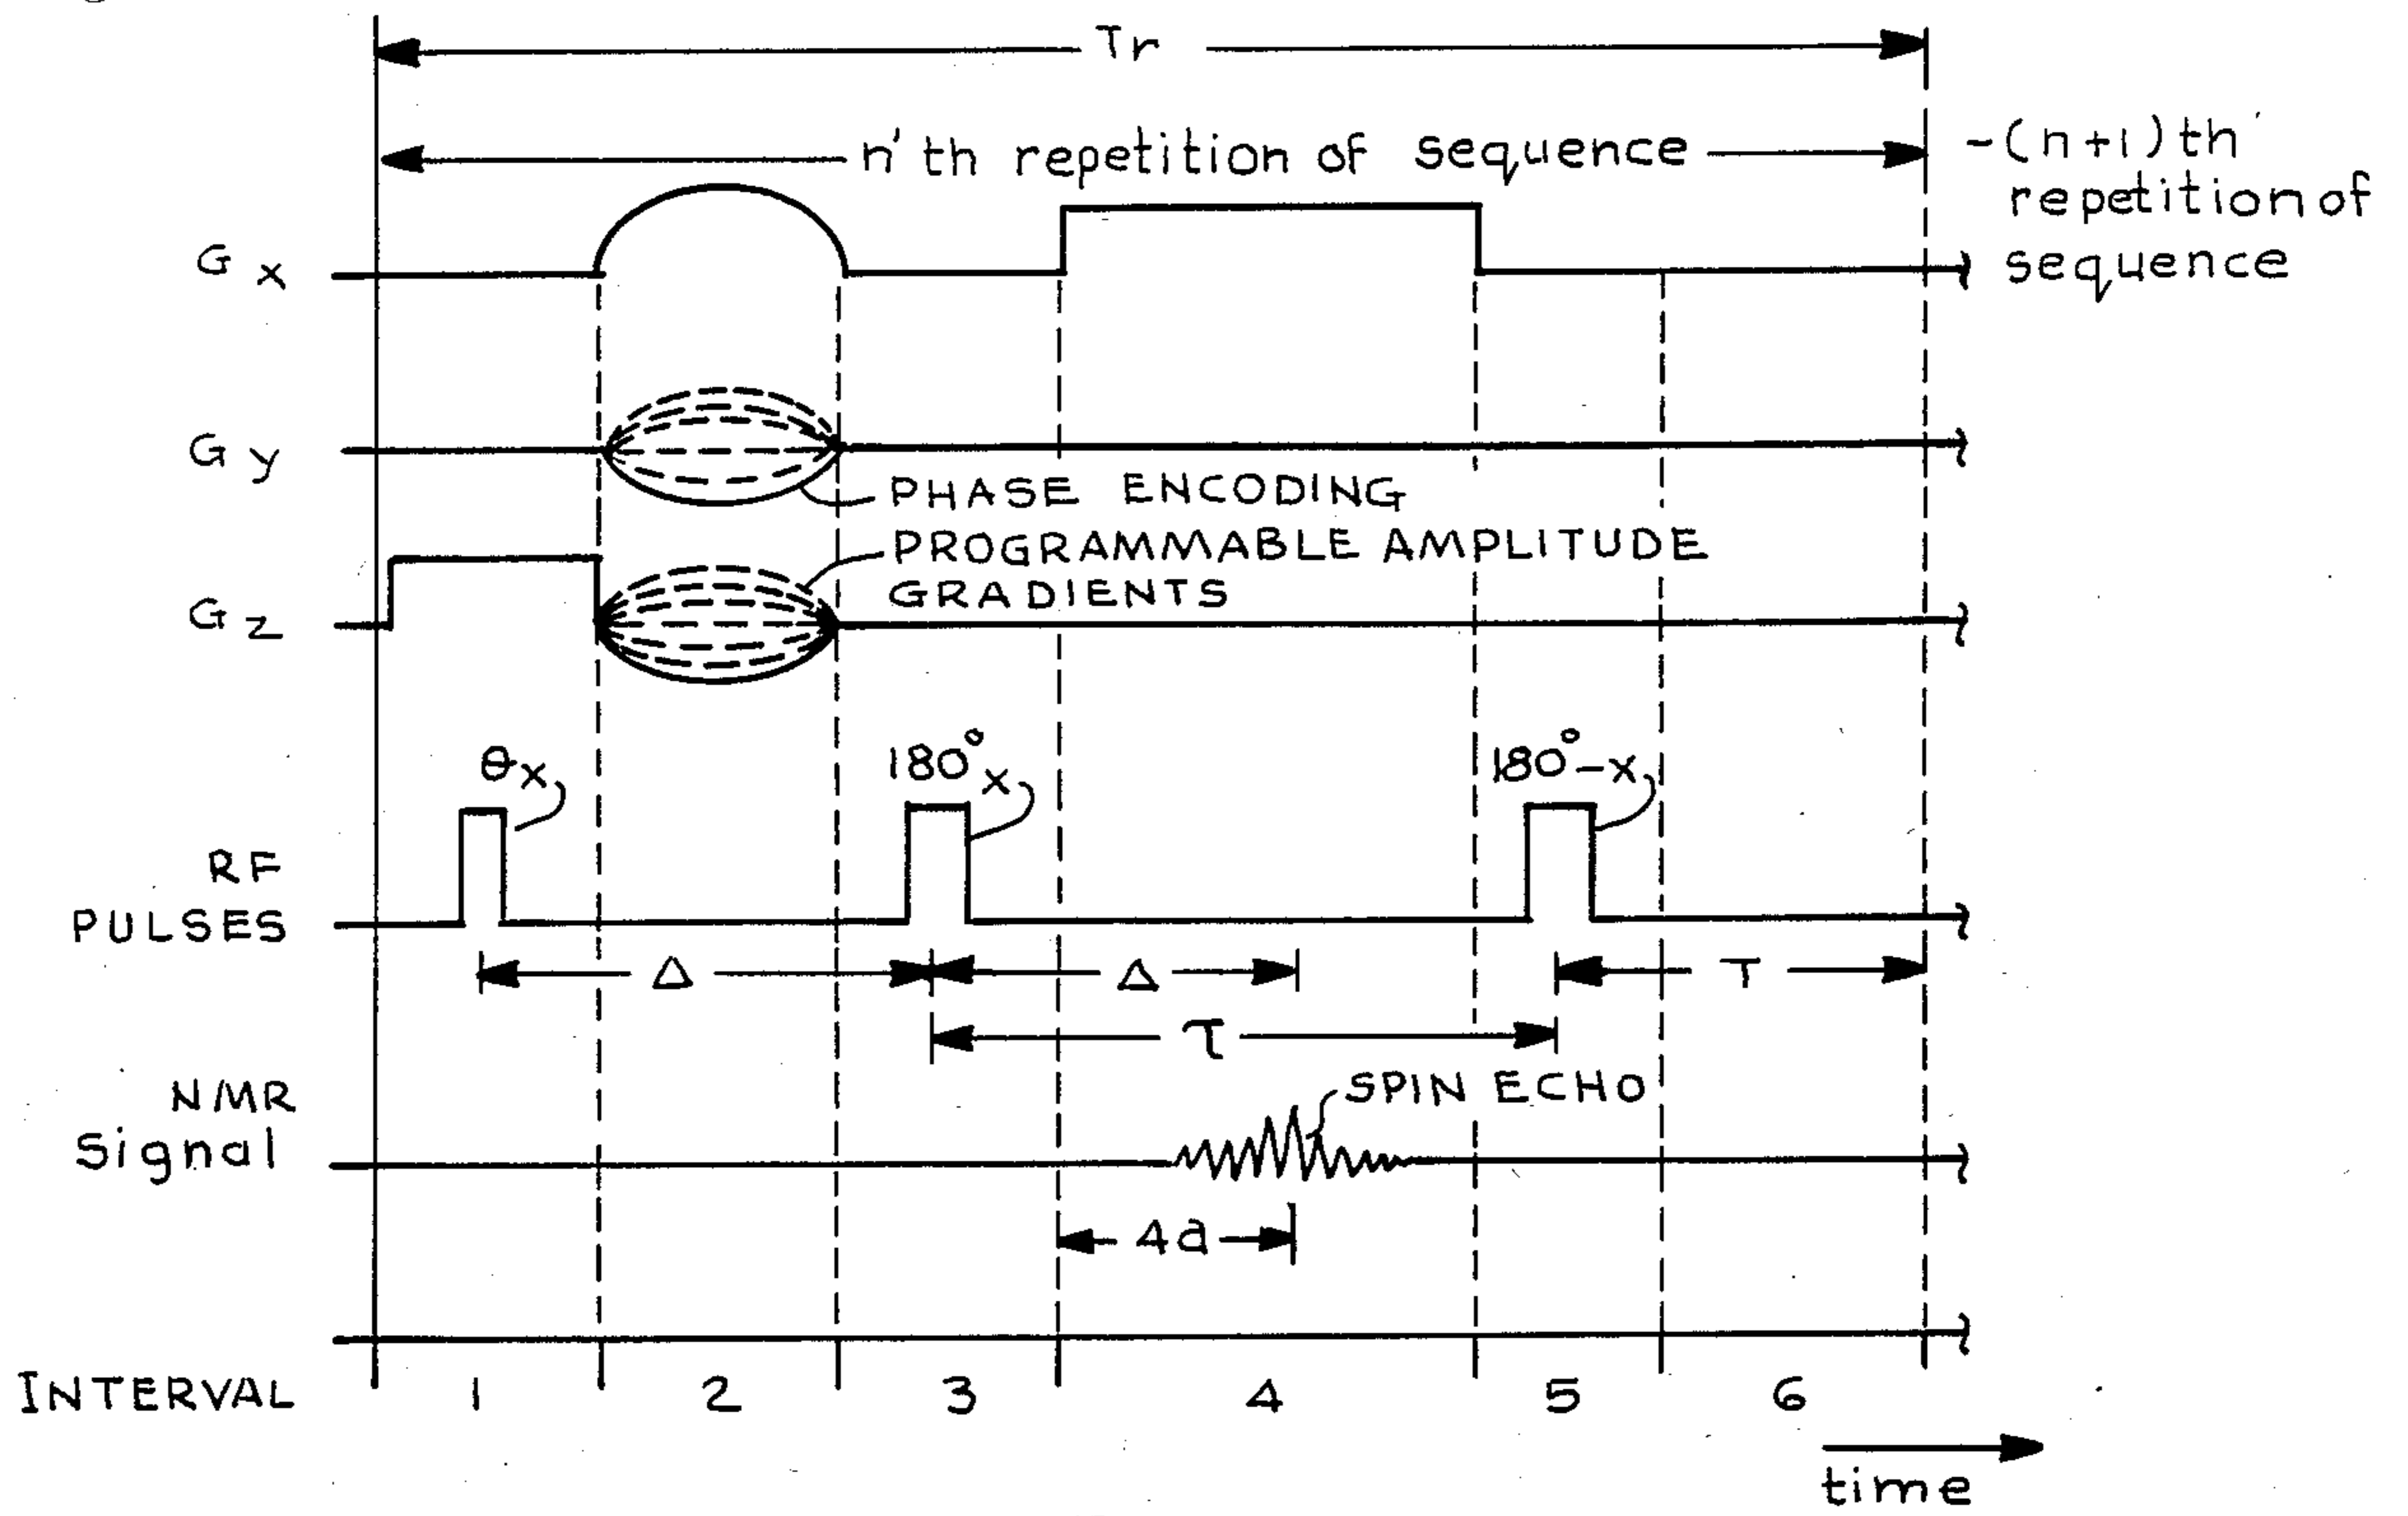 Tr
n'th repetition of sequence
-(n+1)th
repetition of
sequence
Gx
Gy
PHASE ENCODING
PROGRAMMABLE AMPLITUDE
GRADIENTS
Gz
θx
180°x
180°-x
RF
PULSES
Δ
Δ
T
τ
NMR
Signal
SPIN ECHO
4a
INTERVAL
1 2 3 4 5 6
time